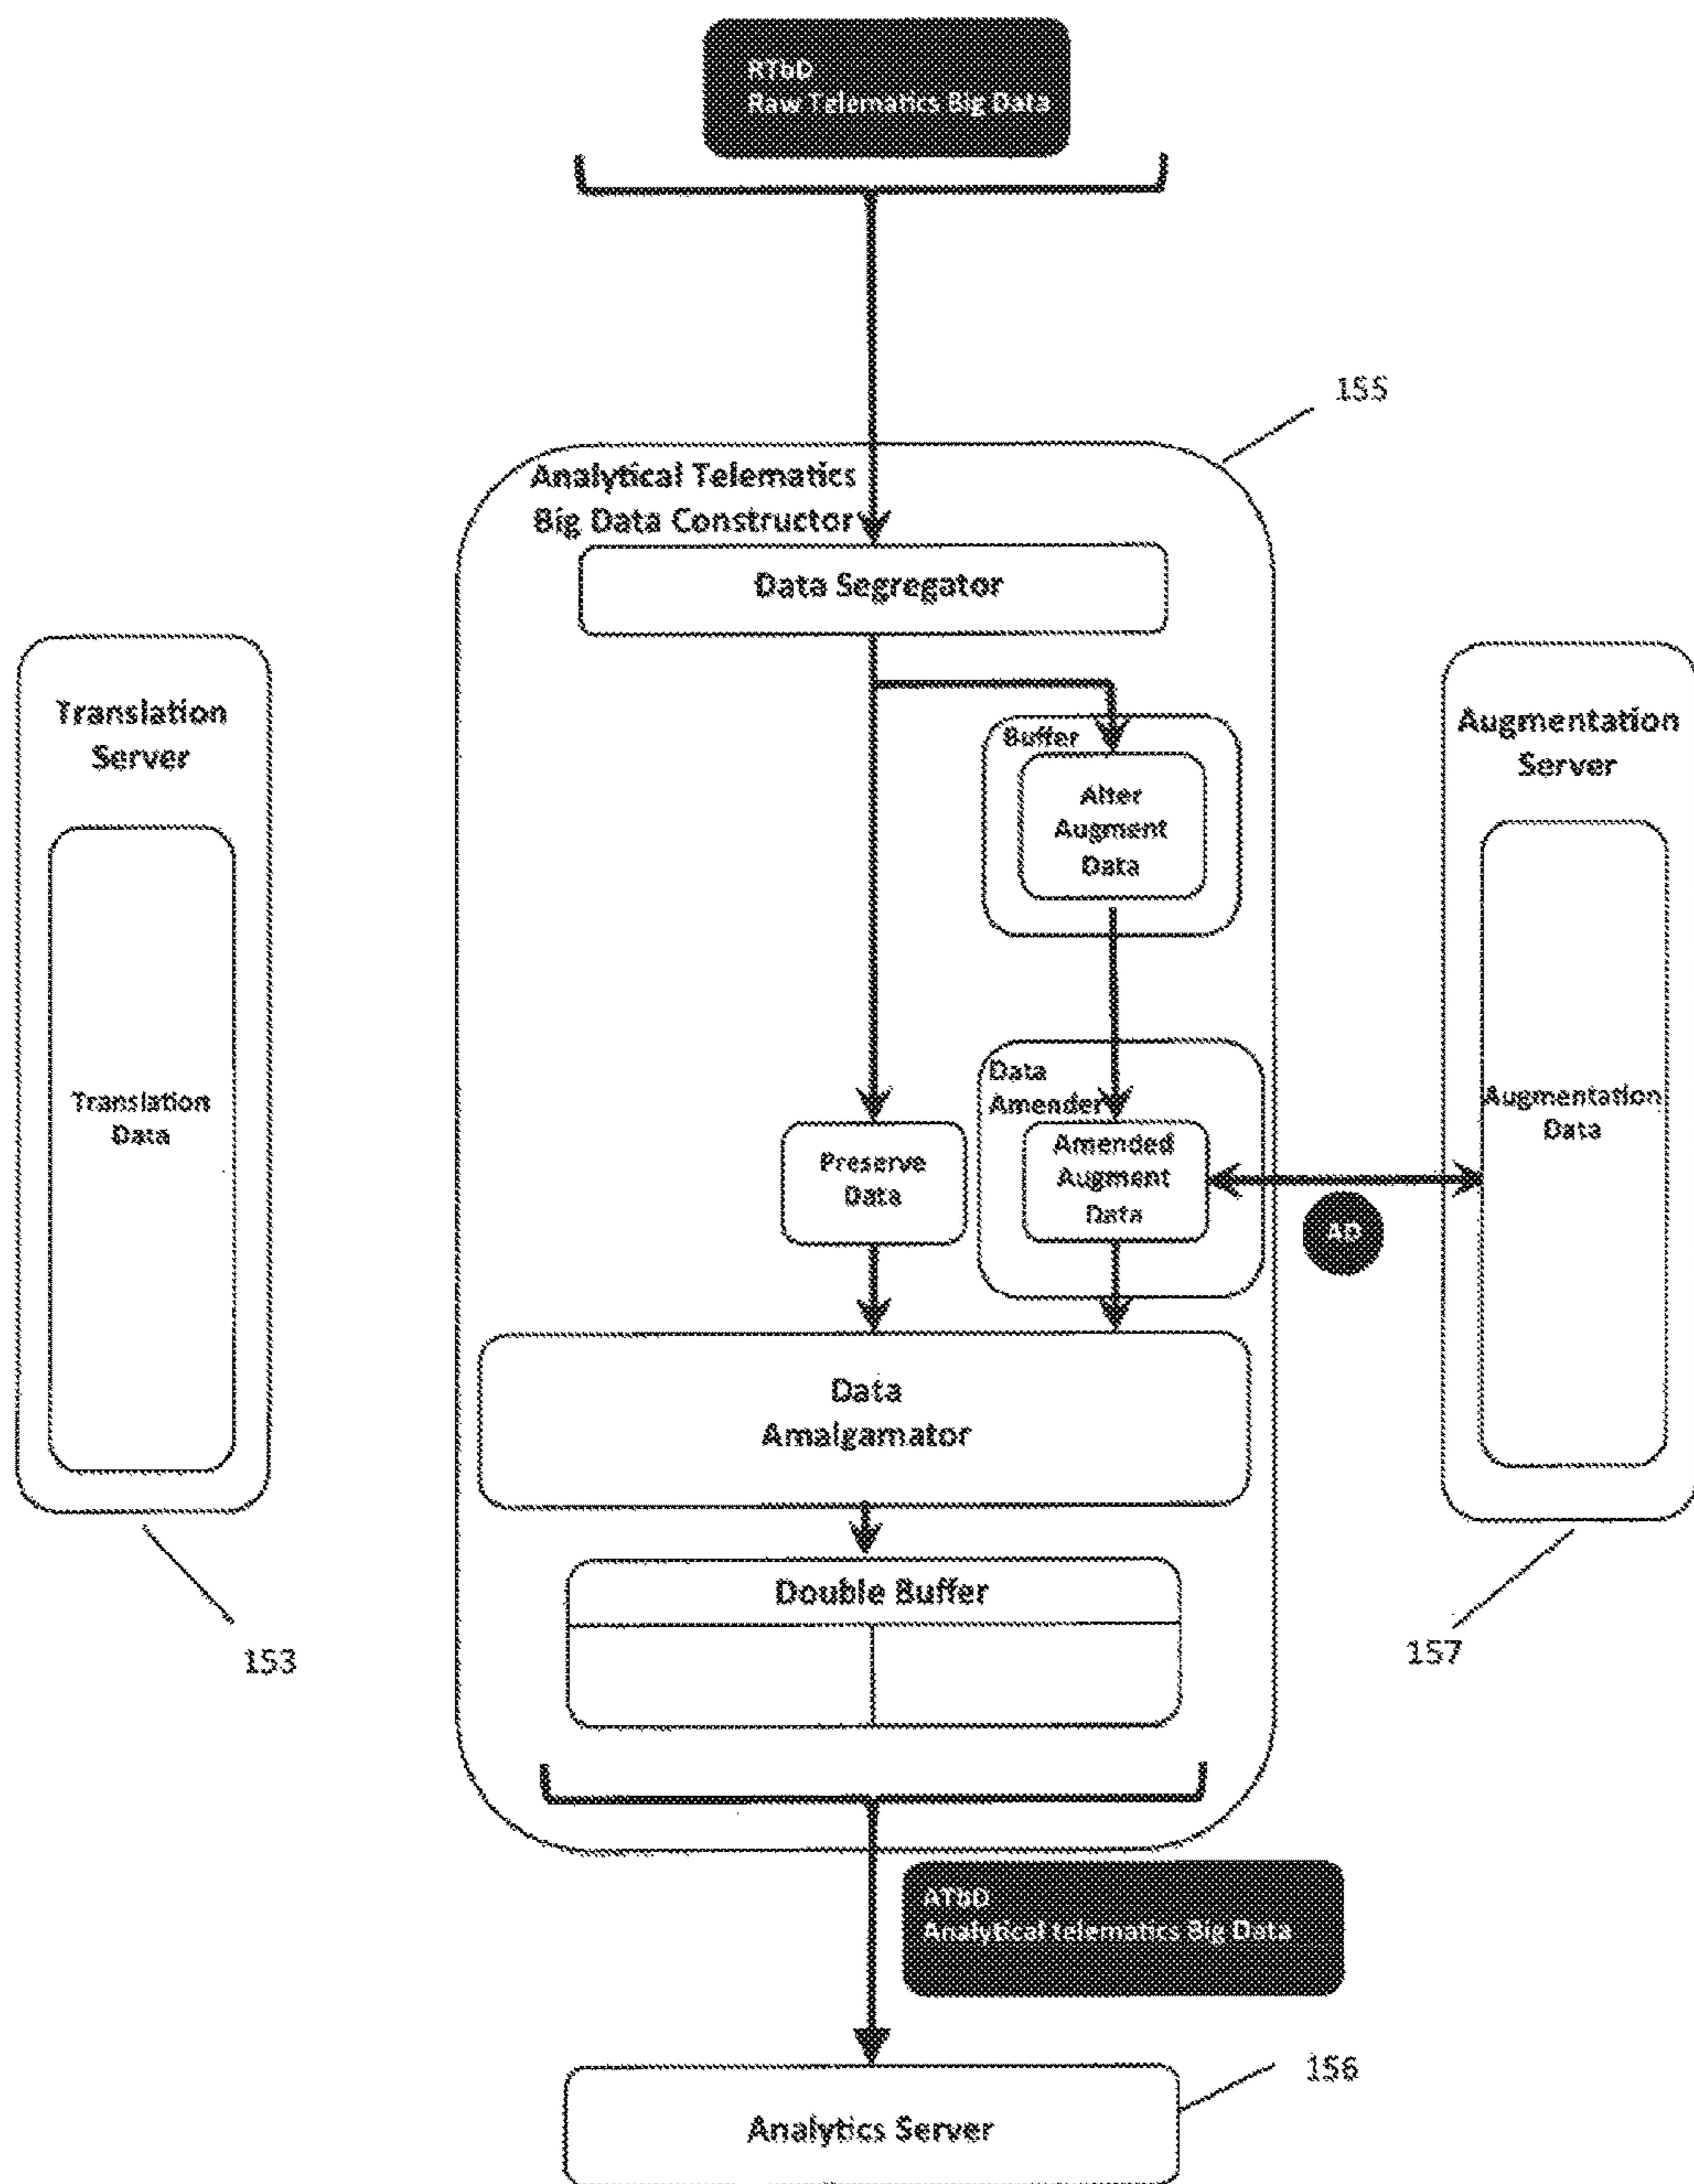 RTbD
Raw Telematics Big Data
155
Analytical Telematics
Big Data Constructor
Data Segregator
Translation
Server
Translation
Data
153
Buffer
Alter
Augment
Data
Data
Amender
Amended
Augment
Data
Preserve
Data
AD
Augmentation
Server
Augmentation
Data
157
Data
Amalgamator
Double Buffer
ATbD
Analytical telematics Big Data
156
Analytics Server